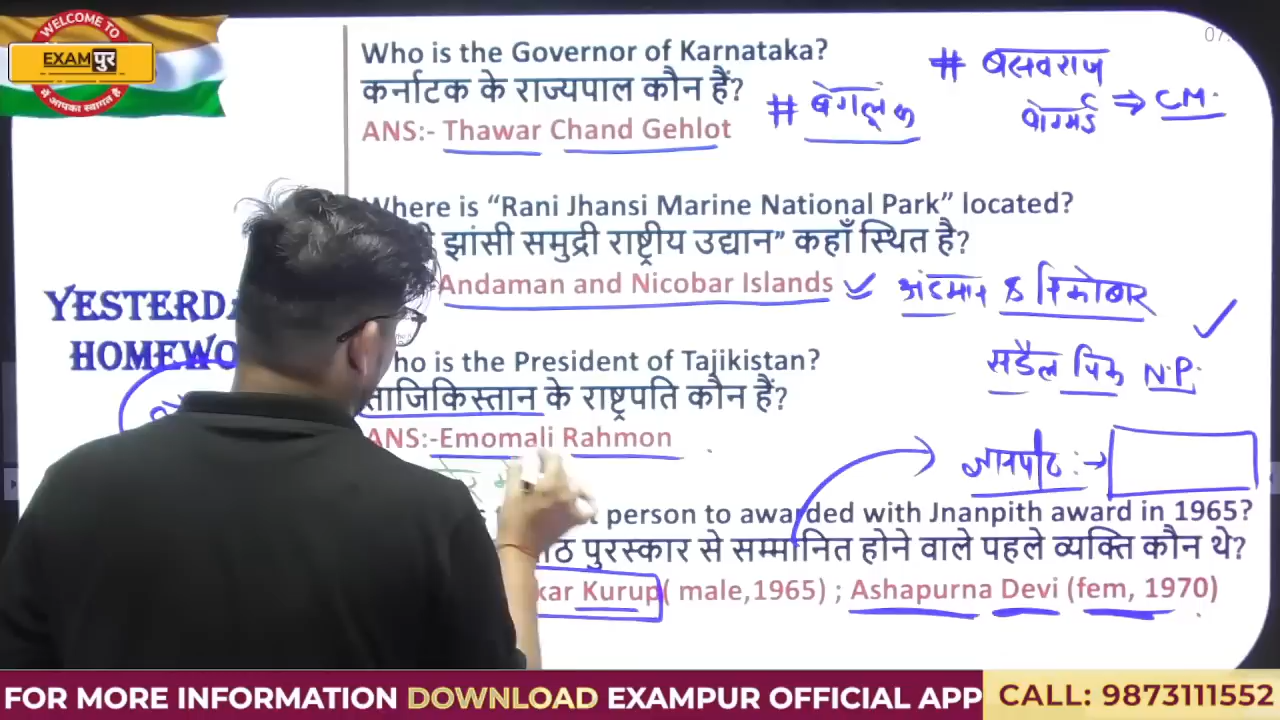 WELCOME TO
EXAMपुर
में आपका स्वागत है
07:
Who is the Governor of Karnataka?
कर्नाटक के राज्यपाल कौन हैं?
ANS:- Thawar Chand Gehlot
# बेंगलूरु
# बसवराज
बोम्मई ⇒ CM.
Where is “Rani Jhansi Marine National Park” located?
झांसी समुद्री राष्ट्रीय उद्यान” कहाँ स्थित है?
Andaman and Nicobar Islands
अंडमान & निकोबार
सडैल पिक N.P.
YESTERDA
HOMEWO
ho is the President of Tajikistan?
ताजिकिस्तान के राष्ट्रपति कौन हैं?
ANS:-Emomali Rahmon
ज्ञानपीठ :→
person to awarded with Jnanpith award in 1965?
ठ पुरस्कार से सम्मानित होने वाले पहले व्यक्ति कौन थे?
kar Kurup( male,1965) ; Ashapurna Devi (fem, 1970)
FOR MORE INFORMATION DOWNLOAD EXAMPUR OFFICIAL APP CALL: 9873111552